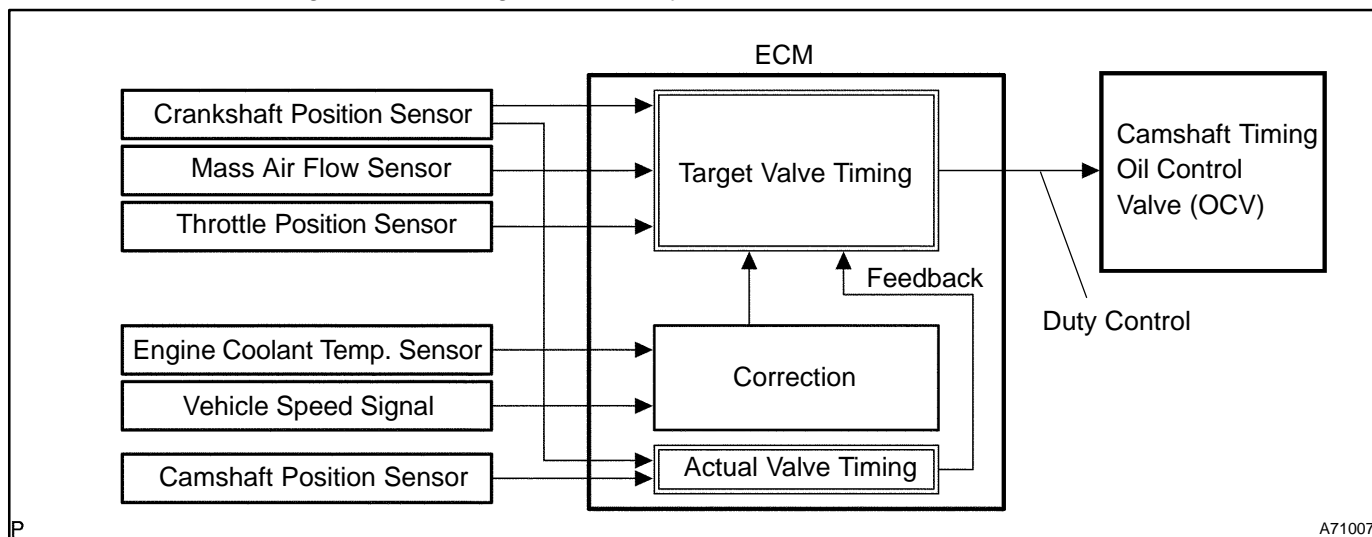 ECM
Crankshaft Position Sensor
Mass Air Flow Sensor
Throttle Position Sensor
Engine Coolant Temp. Sensor
Vehicle Speed Signal
Camshaft Position Sensor
Target Valve Timing
Feedback
Correction
Actual Valve Timing
Camshaft Timing
Oil Control
Valve (OCV)
Duty Control
P
A71007